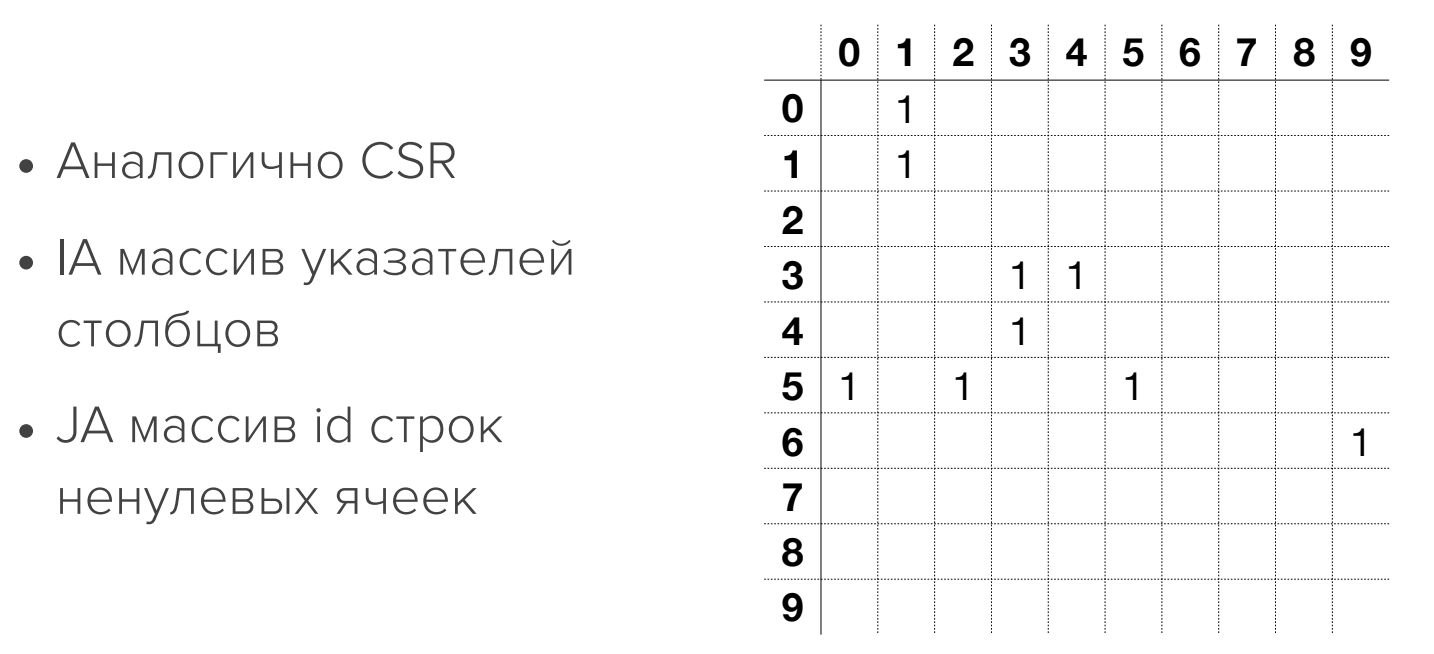 • Аналогично CSR
• IA массив указателей
столбцов
• JA массив id строк
ненулевых ячеек
0 1 2 3 4 5 6 7 8 9
0 1
1 1
2
3 1 1
4 1
5 1 1 1
6 1
7
8
9